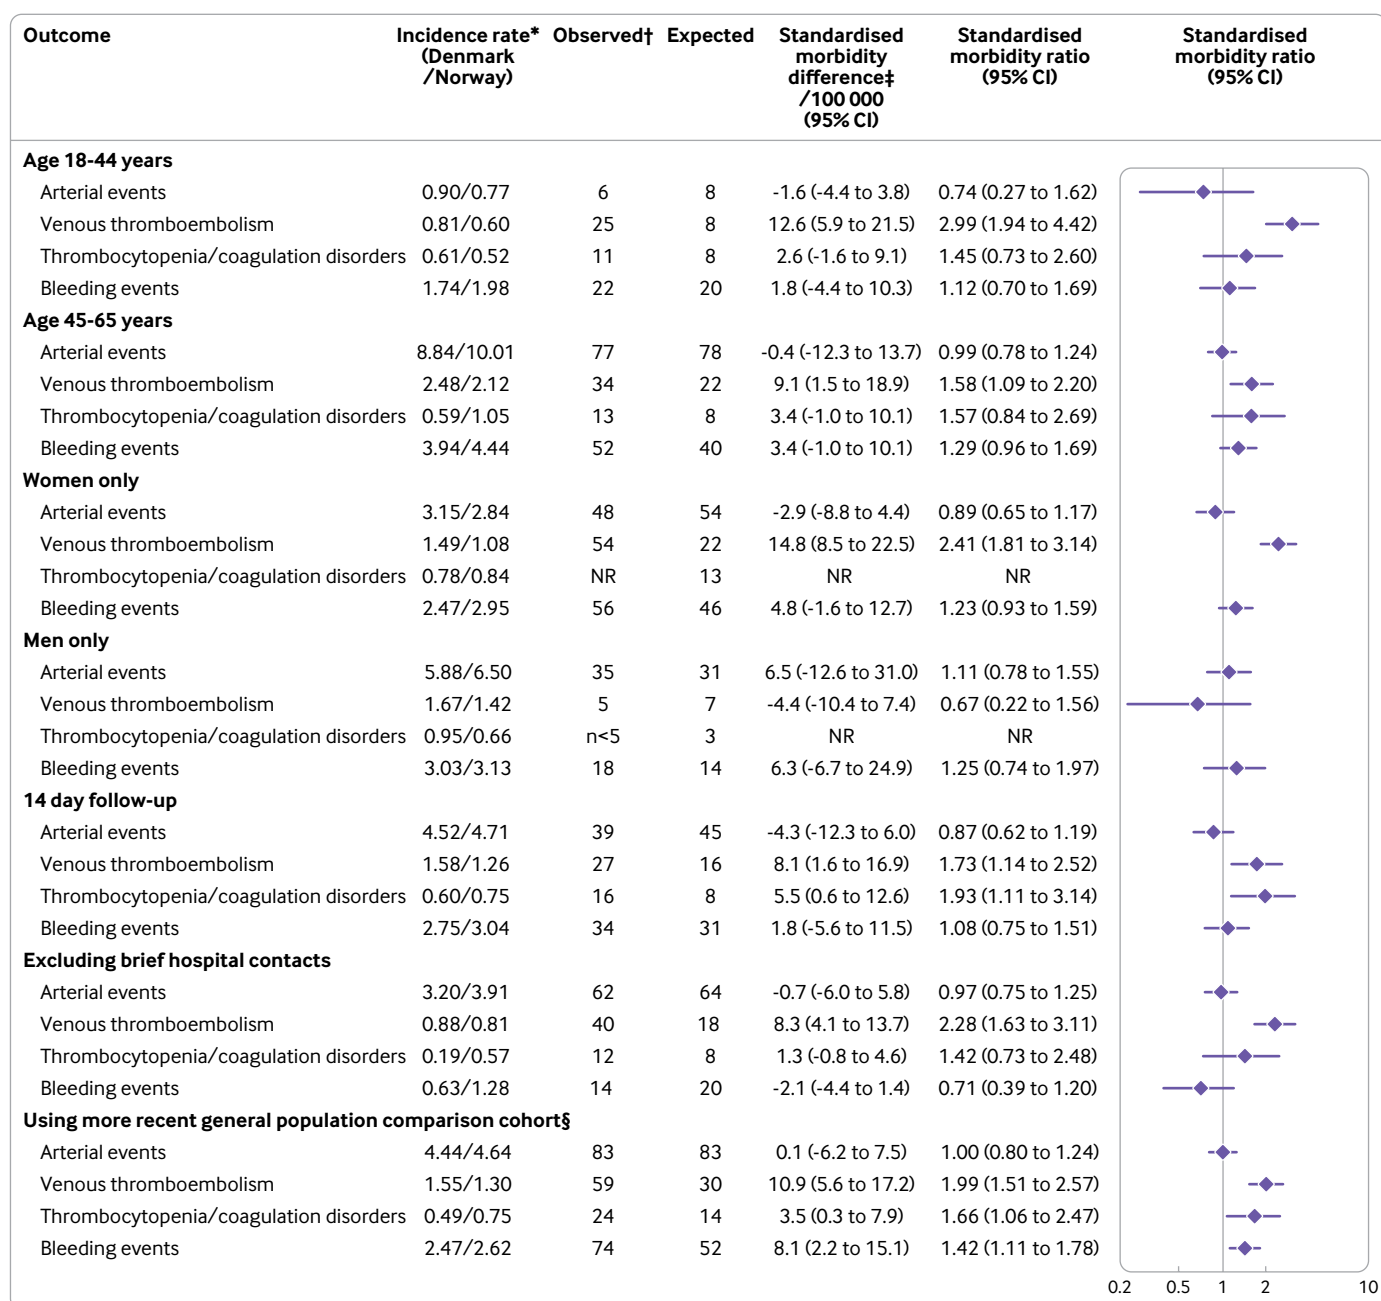 Outcome Incidence rate* (Denmark /Norway) Observed† Expected Standardised morbidity difference‡ /100 000 (95% CI) Standardised morbidity ratio (95% CI) Standardised morbidity ratio (95% CI)
Age 18-44 years
Arterial events 0.90/0.77 6 8 -1.6 (-4.4 to 3.8) 0.74 (0.27 to 1.62)
Venous thromboembolism 0.81/0.60 25 8 12.6 (5.9 to 21.5) 2.99 (1.94 to 4.42)
Thrombocytopenia/coagulation disorders 0.61/0.52 11 8 2.6 (-1.6 to 9.1) 1.45 (0.73 to 2.60)
Bleeding events 1.74/1.98 22 20 1.8 (-4.4 to 10.3) 1.12 (0.70 to 1.69)
Age 45-65 years
Arterial events 8.84/10.01 77 78 -0.4 (-12.3 to 13.7) 0.99 (0.78 to 1.24)
Venous thromboembolism 2.48/2.12 34 22 9.1 (1.5 to 18.9) 1.58 (1.09 to 2.20)
Thrombocytopenia/coagulation disorders 0.59/1.05 13 8 3.4 (-1.0 to 10.1) 1.57 (0.84 to 2.69)
Bleeding events 3.94/4.44 52 40 3.4 (-1.0 to 10.1) 1.29 (0.96 to 1.69)
Women only
Arterial events 3.15/2.84 48 54 -2.9 (-8.8 to 4.4) 0.89 (0.65 to 1.17)
Venous thromboembolism 1.49/1.08 54 22 14.8 (8.5 to 22.5) 2.41 (1.81 to 3.14)
Thrombocytopenia/coagulation disorders 0.78/0.84 NR 13 NR NR
Bleeding events 2.47/2.95 56 46 4.8 (-1.6 to 12.7) 1.23 (0.93 to 1.59)
Men only
Arterial events 5.88/6.50 35 31 6.5 (-12.6 to 31.0) 1.11 (0.78 to 1.55)
Venous thromboembolism 1.67/1.42 5 7 -4.4 (-10.4 to 7.4) 0.67 (0.22 to 1.56)
Thrombocytopenia/coagulation disorders 0.95/0.66 n<5 3 NR NR
Bleeding events 3.03/3.13 18 14 6.3 (-6.7 to 24.9) 1.25 (0.74 to 1.97)
14 day follow-up
Arterial events 4.52/4.71 39 45 -4.3 (-12.3 to 6.0) 0.87 (0.62 to 1.19)
Venous thromboembolism 1.58/1.26 27 16 8.1 (1.6 to 16.9) 1.73 (1.14 to 2.52)
Thrombocytopenia/coagulation disorders 0.60/0.75 16 8 5.5 (0.6 to 12.6) 1.93 (1.11 to 3.14)
Bleeding events 2.75/3.04 34 31 1.8 (-5.6 to 11.5) 1.08 (0.75 to 1.51)
Excluding brief hospital contacts
Arterial events 3.20/3.91 62 64 -0.7 (-6.0 to 5.8) 0.97 (0.75 to 1.25)
Venous thromboembolism 0.88/0.81 40 18 8.3 (4.1 to 13.7) 2.28 (1.63 to 3.11)
Thrombocytopenia/coagulation disorders 0.19/0.57 12 8 1.3 (-0.8 to 4.6) 1.42 (0.73 to 2.48)
Bleeding events 0.63/1.28 14 20 -2.1 (-4.4 to 1.4) 0.71 (0.39 to 1.20)
Using more recent general population comparison cohort§
Arterial events 4.44/4.64 83 83 0.1 (-6.2 to 7.5) 1.00 (0.80 to 1.24)
Venous thromboembolism 1.55/1.30 59 30 10.9 (5.6 to 17.2) 1.99 (1.51 to 2.57)
Thrombocytopenia/coagulation disorders 0.49/0.75 24 14 3.5 (0.3 to 7.9) 1.66 (1.06 to 2.47)
Bleeding events 2.47/2.62 74 52 8.1 (2.2 to 15.1) 1.42 (1.11 to 1.78)
0.2 0.5 1 2 10